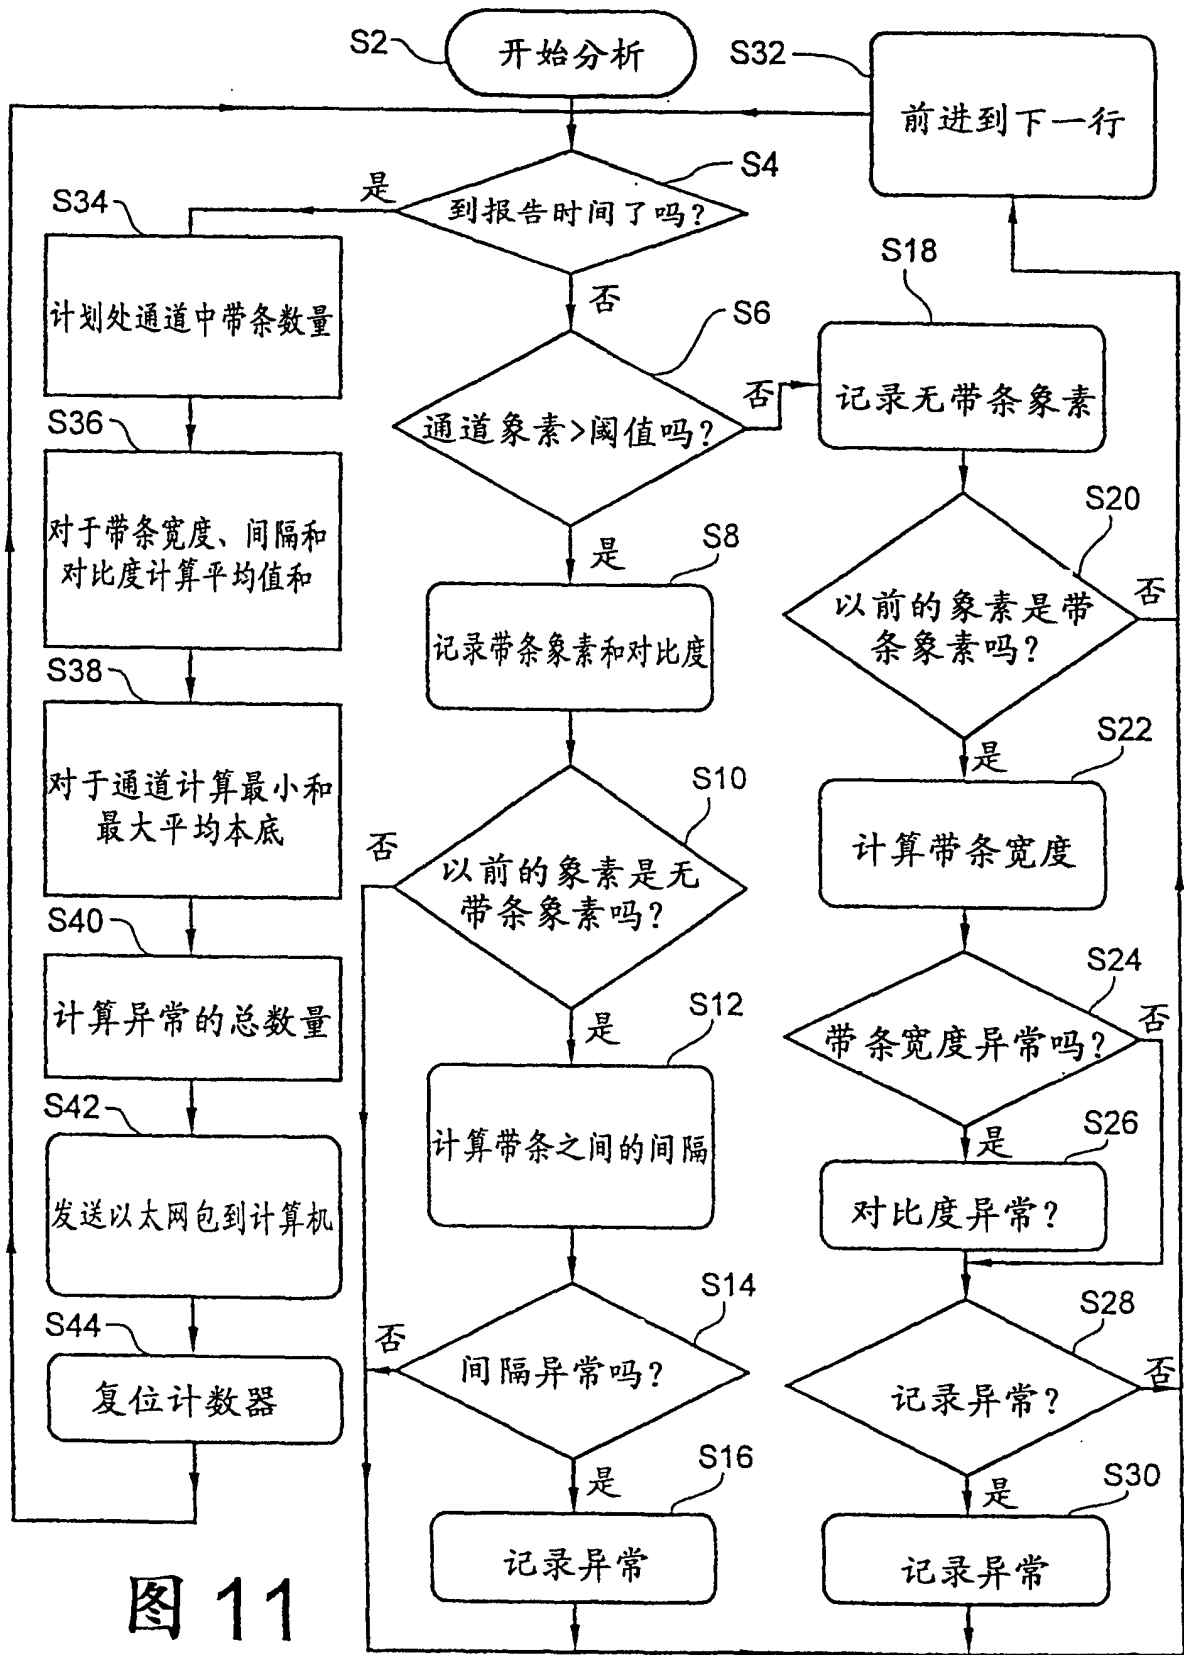 S2
开始分析
S32
前进到下一行
S4
到报告时间了吗?
是
否
S34
计划处通道中带条数量
S36
对于带条宽度、间隔和
对比度计算平均值和
S38
对于通道计算最小和
最大平均本底
S40
计算异常的总数量
S42
发送以太网包到计算机
S44
复位计数器
S6
通道象素>阈值吗?
否
是
S8
记录带条象素和对比度
S10
以前的象素是无
带条象素吗?
否
是
S12
计算带条之间的间隔
S14
间隔异常吗?
否
是
S16
记录异常
S18
记录无带条象素
S20
以前的象素是带
条象素吗?
否
是
S22
计算带条宽度
S24
带条宽度异常吗?
否
是
S26
对比度异常?
S28
记录异常?
否
是
S30
记录异常
图 11